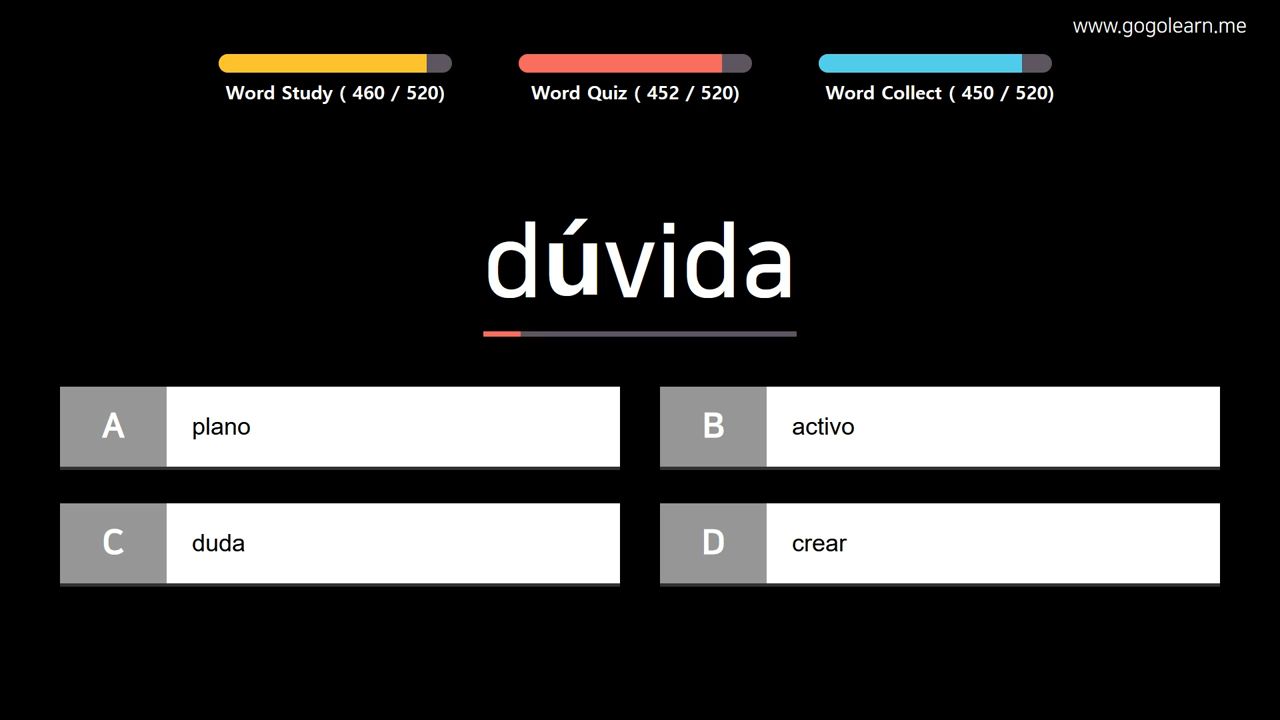 www.gogolearn.me
Word Study ( 460 / 520)
Word Quiz ( 452 / 520)
Word Collect ( 450 / 520)
dúvida
A plano
B activo
C duda
D crear